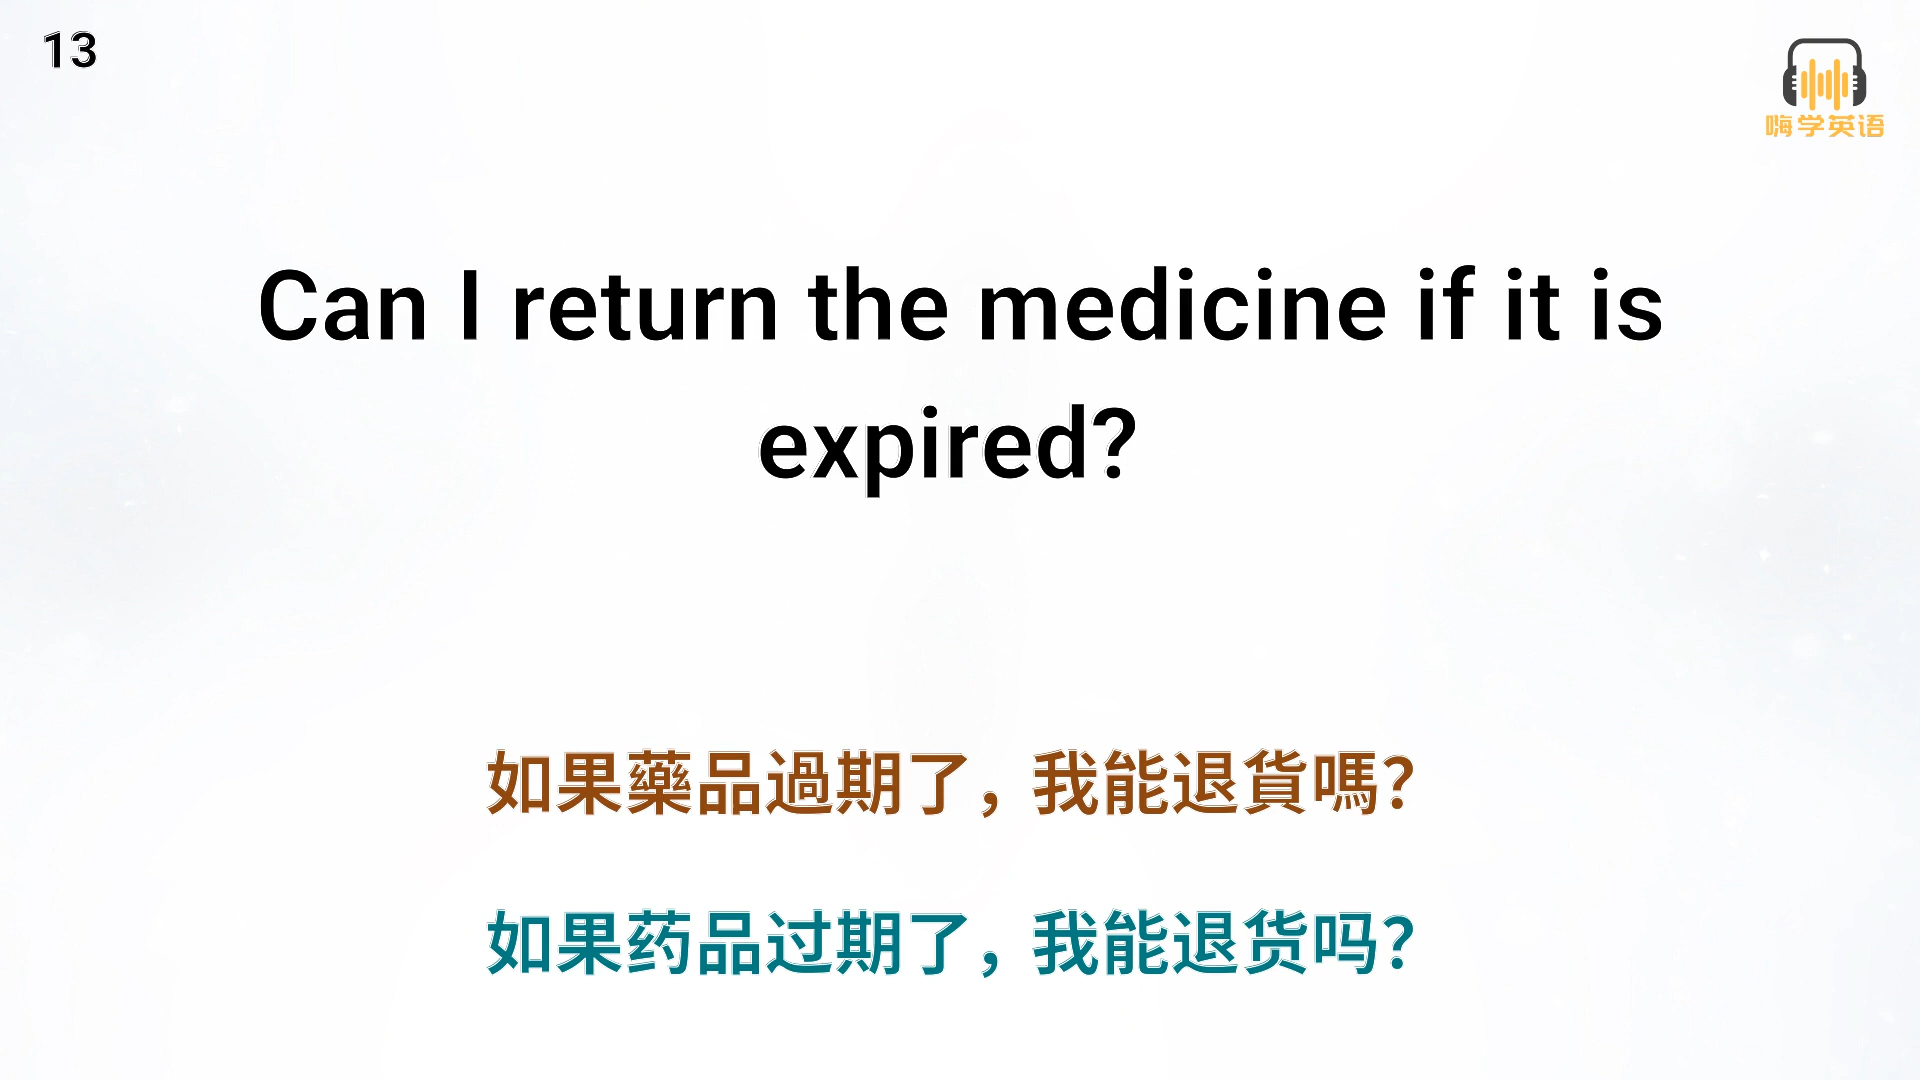 13
嗨学英语
Can I return the medicine if it is
expired?
如果藥品過期了，我能退貨嗎？
如果药品过期了，我能退货吗？